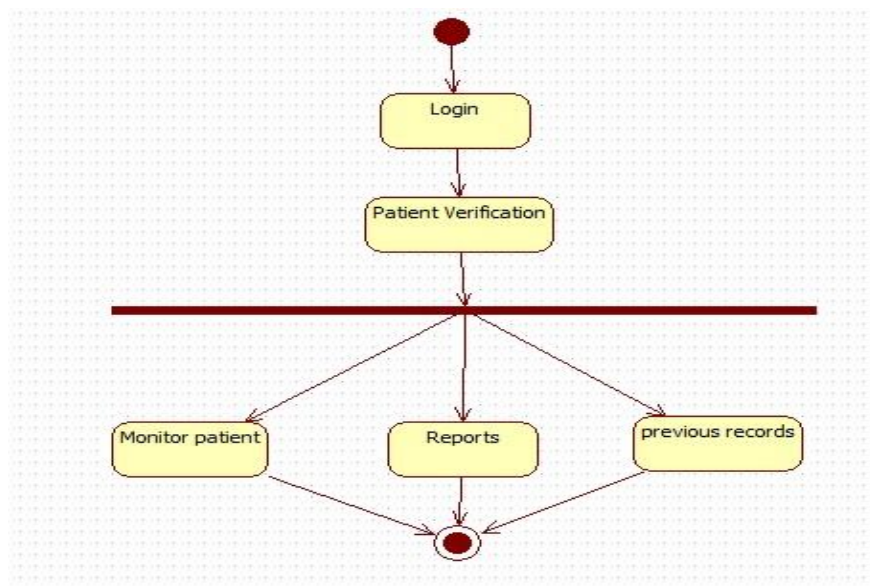 Login
Patient Verification
Monitor patient
Reports
previous records